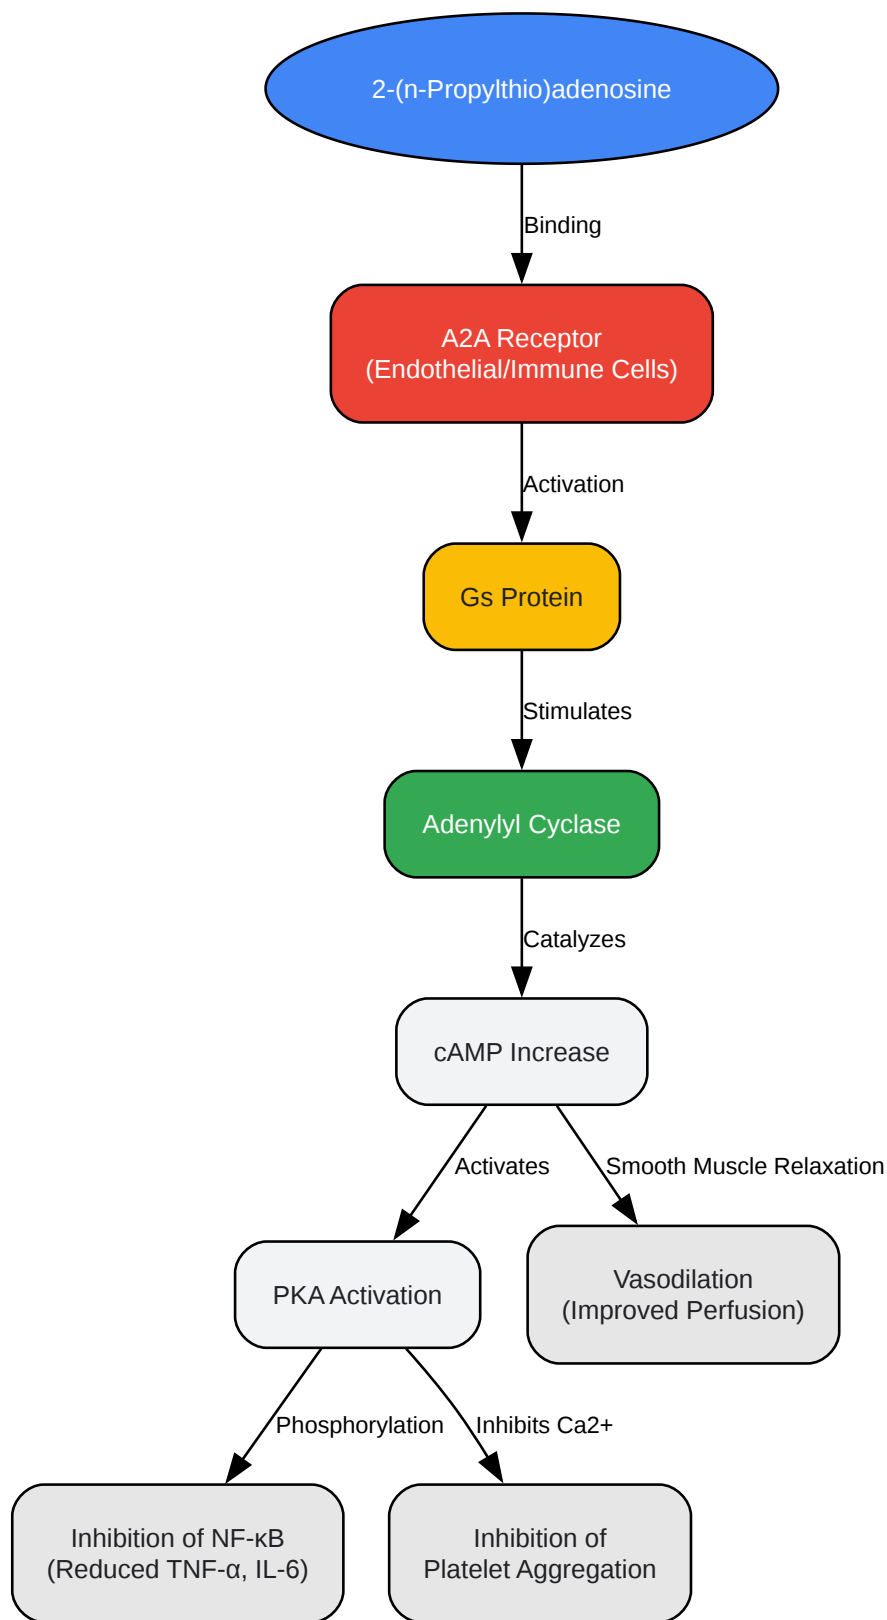 2-(n-Propylthio)adenosine
Binding
A2A Receptor
(Endothelial/Immune Cells)
Activation
Gs Protein
Stimulates
Adenylyl Cyclase
Catalyzes
cAMP Increase
Activates
Smooth Muscle Relaxation
PKA Activation
Vasodilation
(Improved Perfusion)
Phosphorylation
Inhibits Ca2+
Inhibition of NF-κB
(Reduced TNF-α, IL-6)
Inhibition of
Platelet Aggregation